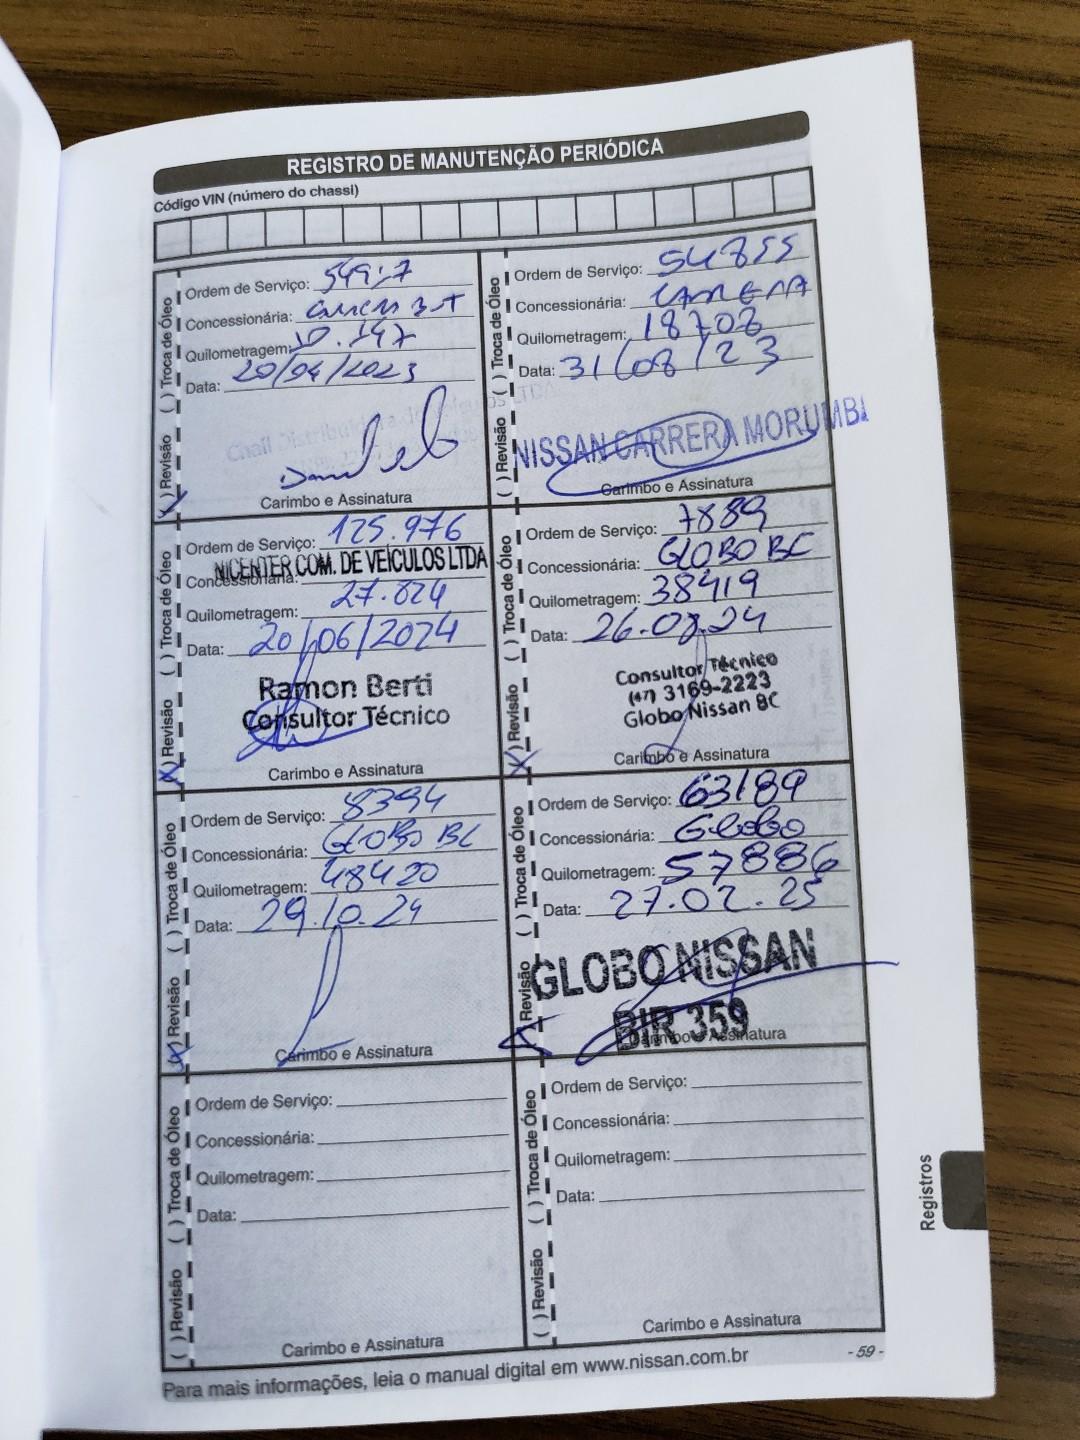 REGISTRO DE MANUTENÇÃO PERIÓDICA
Código VIN (número do chassi)
( ) Revisão ( ) Troca de Óleo
Ordem de Serviço:
Concessionária:
Quilometragem: 10.147
Data: 20/04/2023
Carimbo e Assinatura
( ) Revisão ( ) Troca de Óleo
Ordem de Serviço: 54855
Concessionária: CARRERA
Quilometragem: 18708
Data: 31/08/23
NISSAN CARRERA MORUMBI
Carimbo e Assinatura
(X) Revisão ( ) Troca de Óleo
Ordem de Serviço: 125.976
NICENTER COM. DE VEÍCULOS LTDA
Concessionária:
Quilometragem: 27.824
Data: 20/06/2024
Ramon Berti
Consultor Técnico
Carimbo e Assinatura
(X) Revisão ( ) Troca de Óleo
Ordem de Serviço: 7889
Concessionária: GLOBO BC
Quilometragem: 38419
Data: 26.08.24
Consultor Técnico
(47) 3169-2223
Globo Nissan BC
Carimbo e Assinatura
(X) Revisão ( ) Troca de Óleo
Ordem de Serviço: 8394
Concessionária: GLOBO BC
Quilometragem: 48420
Data: 29.10.24
Carimbo e Assinatura
Revisão ( ) Troca de Óleo
Ordem de Serviço: 63189
Concessionária: Globo
Quilometragem: 57886
Data: 27.02.25
GLOBO NISSAN
BIR 359
Carimbo e Assinatura
( ) Revisão ( ) Troca de Óleo
Ordem de Serviço:
Concessionária:
Quilometragem:
Data:
Carimbo e Assinatura
( ) Revisão ( ) Troca de Óleo
Ordem de Serviço:
Concessionária:
Quilometragem:
Data:
Carimbo e Assinatura
Registros
Para mais informações, leia o manual digital em www.nissan.com.br
- 59 -